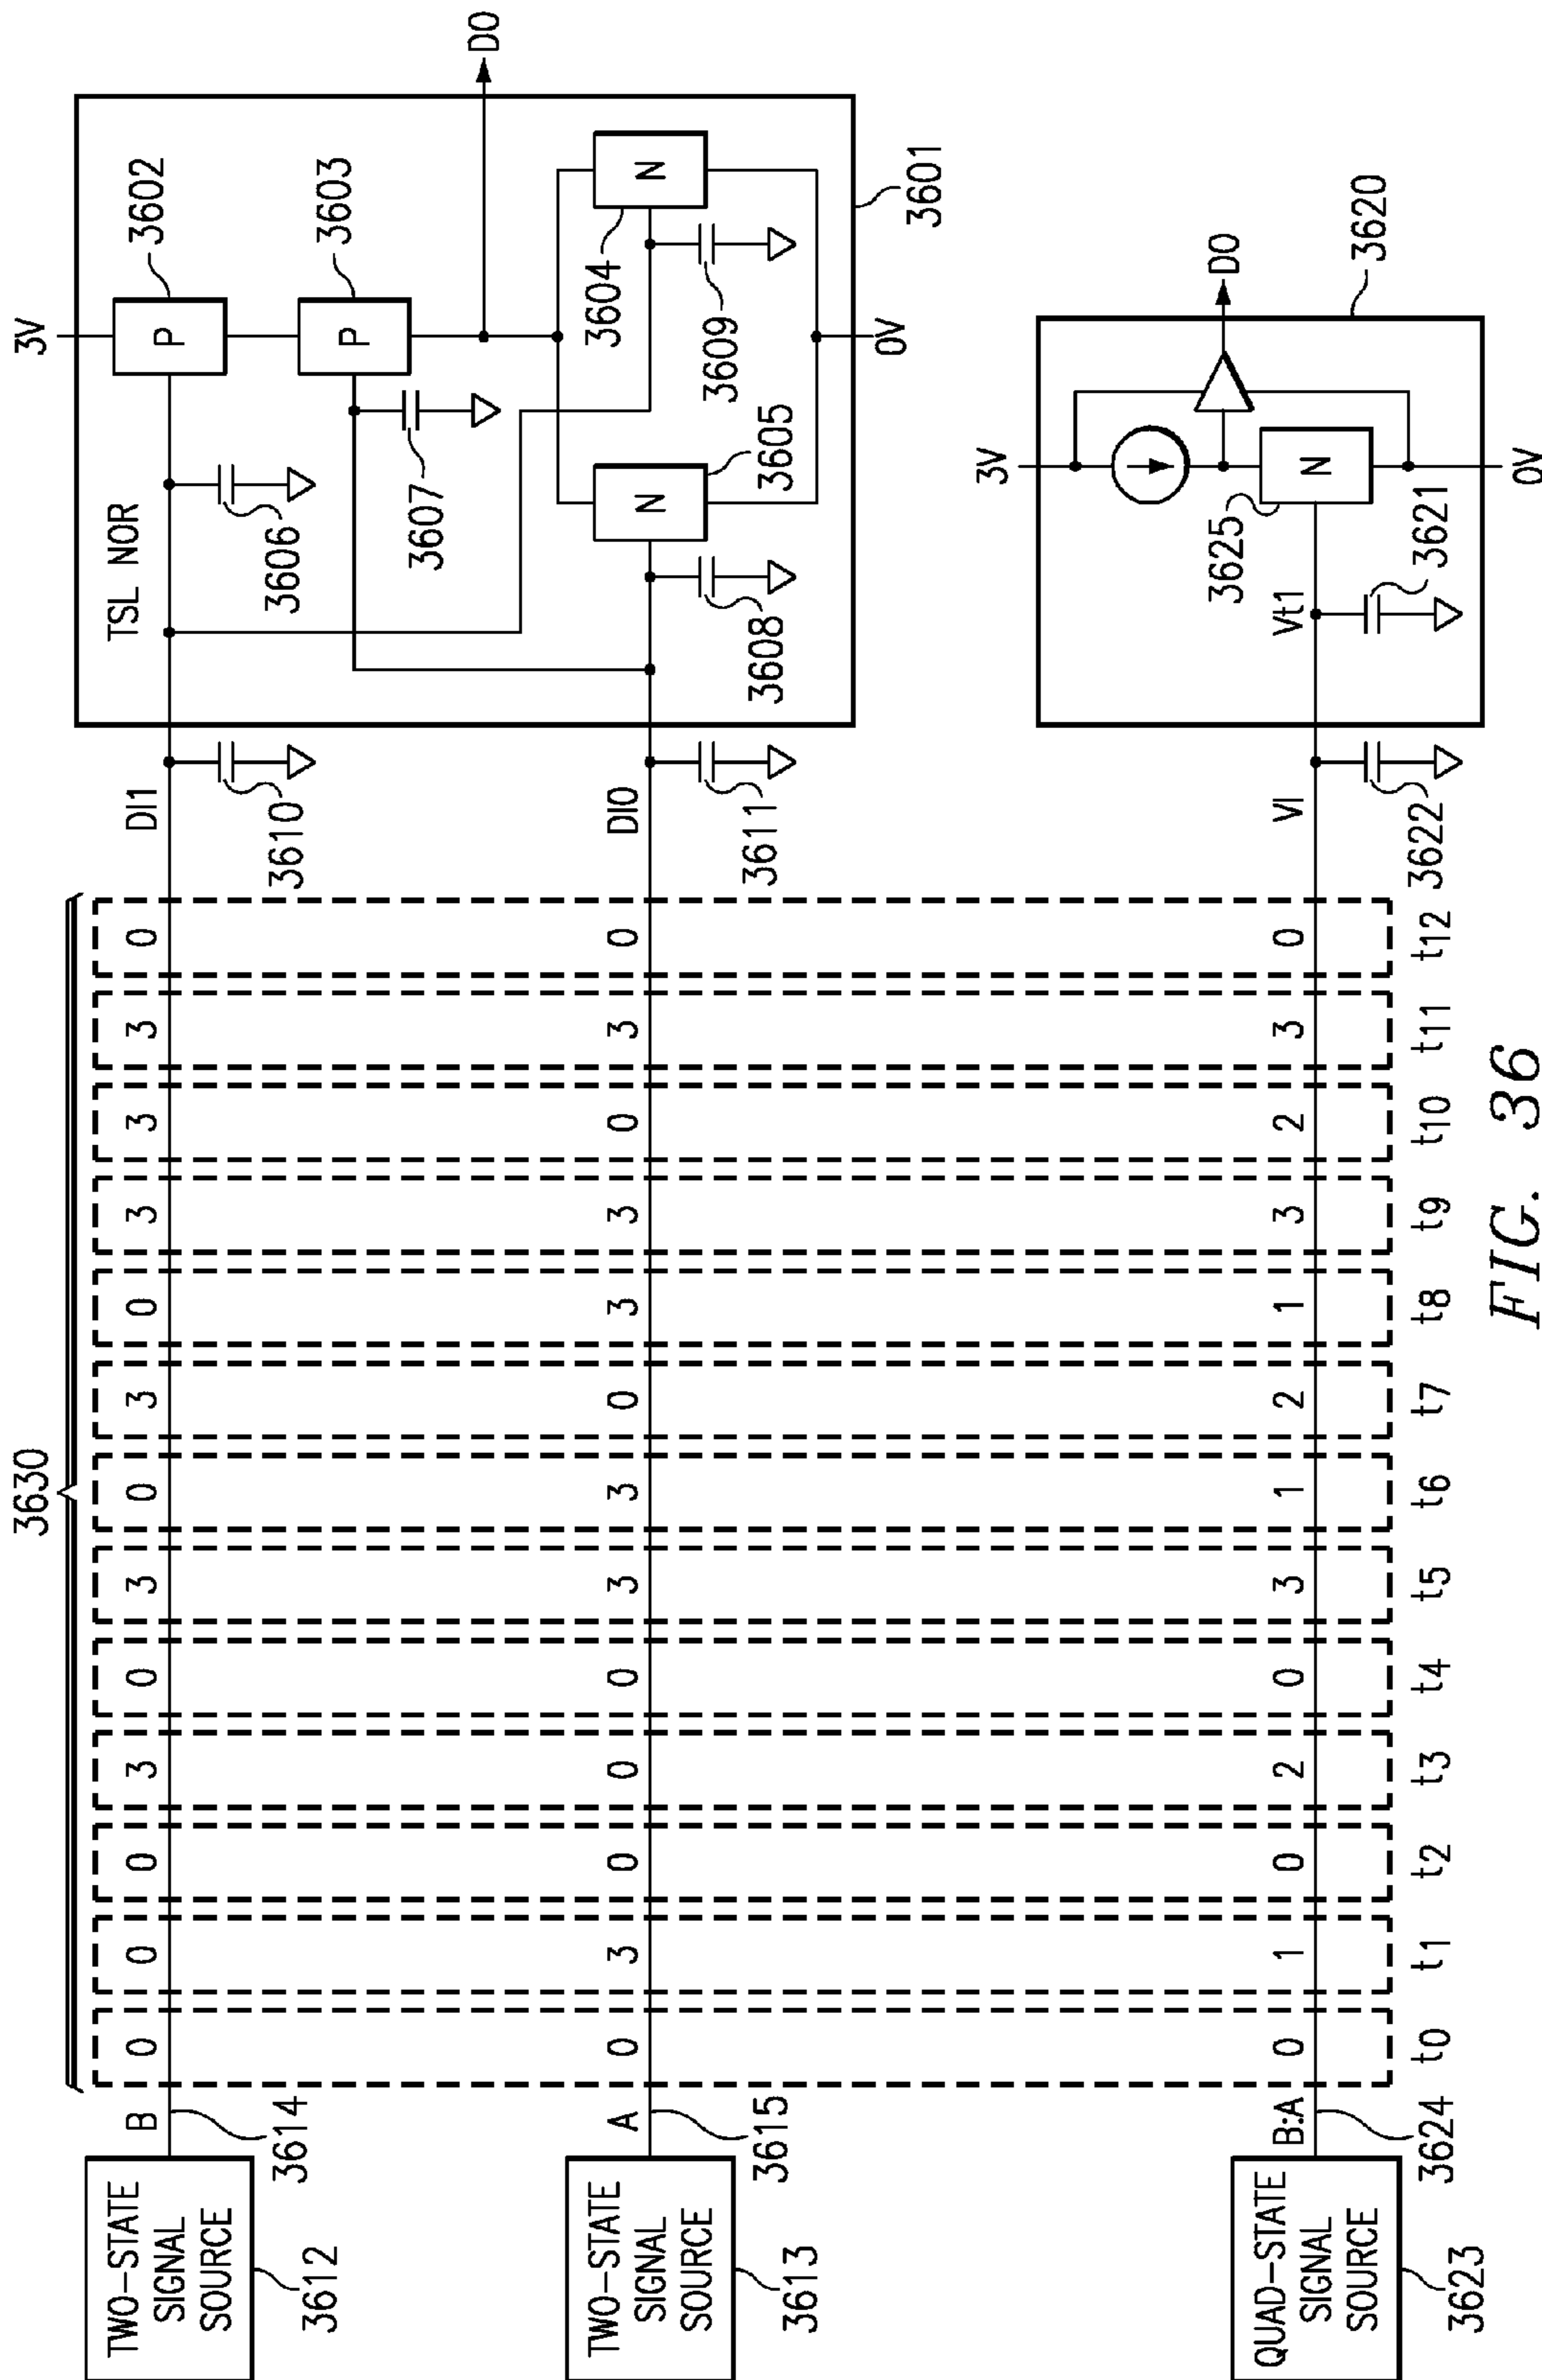 3630
TWO-STATE
SIGNAL
SOURCE
3612
B
3614
0 0 0 3 0 3 0 3 0 3 3 3 0
DI1
3610
TSL NOR
3606
3V
P
3602
P
3603
3607
DO
TWO-STATE
SIGNAL
SOURCE
3613
A
3615
0 3 0 0 0 3 3 0 3 3 0 3 0
DI0
3611
3608
N
3605
3604
N
3609
0V
3601
QUAD-STATE
SIGNAL
SOURCE
3623
B:A
3624
0 1 0 2 0 3 1 2 1 3 2 3 0
VI
3622
Vt1
3621
3625
3V
N
0V
DO
3620
t0 t1 t2 t3 t4 t5 t6 t7 t8 t9 t10 t11 t12
FIG. 36